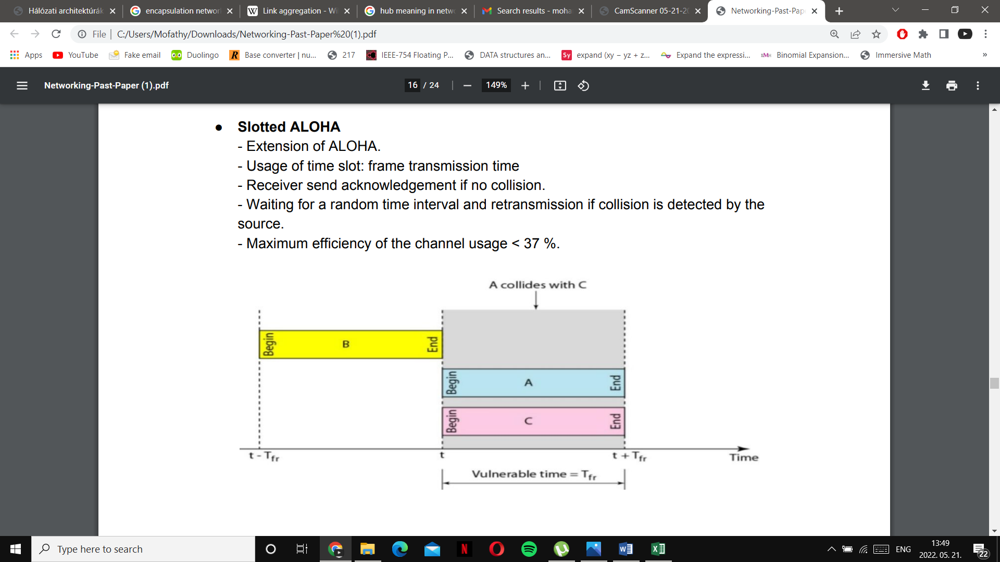 Hálózati architektúrák
encapsulation networ
Link aggregation - Wi
hub meaning in netw
Search results - moha
CamScanner 05-21-20
Networking-Past-Pap
File | C:/Users/Mofathy/Downloads/Networking-Past-Paper%20(1).pdf
Apps YouTube Fake email Duolingo Base converter | nu... 217 IEEE-754 Floating P... DATA structures an... expand (xy − yz + z... Expand the expressi... Binomial Expansion... Immersive Math »
Networking-Past-Paper (1).pdf
16 / 24
149%
● Slotted ALOHA
- Extension of ALOHA.
- Usage of time slot: frame transmission time
- Receiver send acknowledgement if no collision.
- Waiting for a random time interval and retransmission if collision is detected by the
source.
- Maximum efficiency of the channel usage < 37 %.
A collides with C
Begin B End
Begin A End
Begin C End
t - Tfr t t + Tfr Time
Vulnerable time = Tfr
Type here to search
ENG
13:49
2022. 05. 21.
22